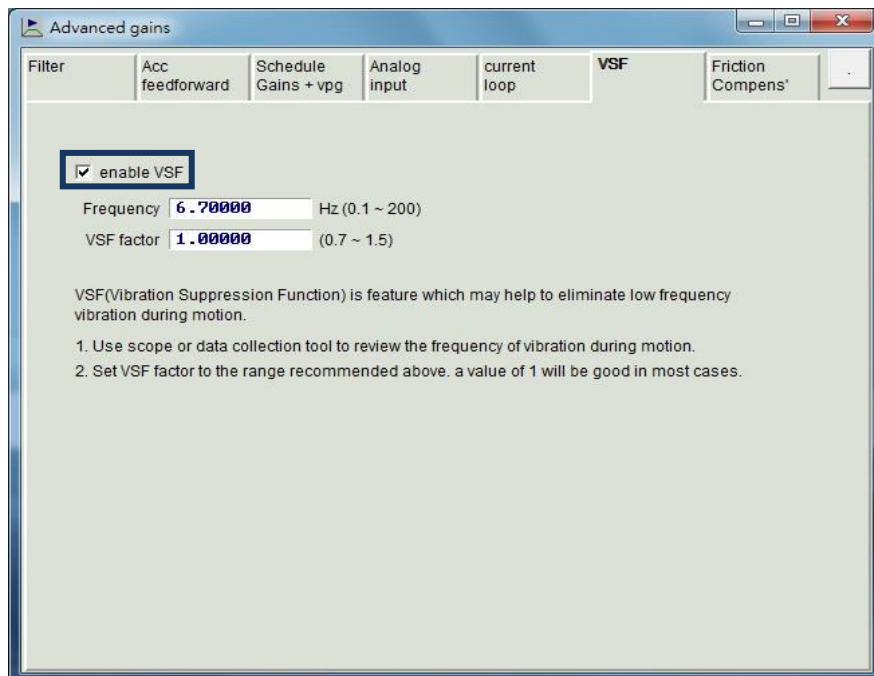 Advanced gains
Filter
Acc
feedforward
Schedule
Gains + vpg
Analog
input
current
loop
VSF
Friction
Compens'
.
enable VSF
Frequency 6.70000 Hz (0.1 ~ 200)
VSF factor 1.00000 (0.7 ~ 1.5)
VSF(Vibration Suppression Function) is feature which may help to eliminate low frequency
vibration during motion.
1. Use scope or data collection tool to review the frequency of vibration during motion.
2. Set VSF factor to the range recommended above. a value of 1 will be good in most cases.